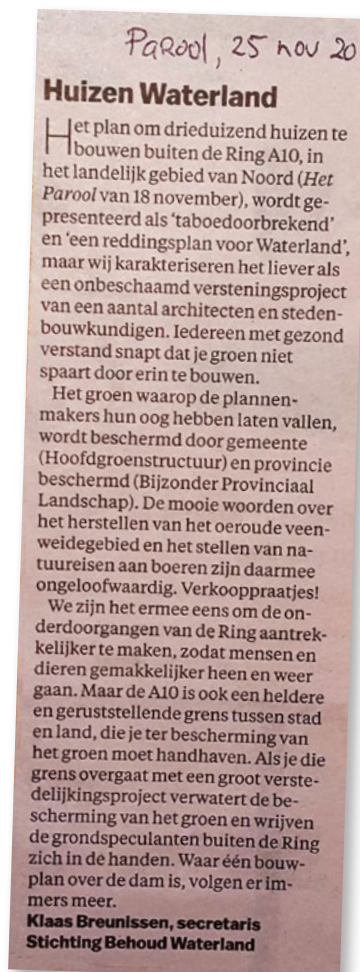 Parool, 25 nov 20
Huizen Waterland
Het plan om drieduizend huizen te
bouwen buiten de Ring A10, in
het landelijk gebied van Noord (Het
Parool van 18 november), wordt ge-
presenteerd als ‘taboedoorbrekend’
en ‘een reddingsplan voor Waterland’,
maar wij karakteriseren het liever als
een onbeschaamd versteningsproject
van een aantal architecten en steden-
bouwkundigen. Iedereen met gezond
verstand snapt dat je groen niet
spaart door erin te bouwen.
Het groen waarop de plannen-
makers hun oog hebben laten vallen,
wordt beschermd door gemeente
(Hoofdgroenstructuur) en provincie
beschermd (Bijzonder Provinciaal
Landschap). De mooie woorden over
het herstellen van het oeroude veen-
weidegebied en het stellen van na-
tuureisen aan boeren zijn daarmee
ongeloofwaardig. Verkooppraatjes!
We zijn het ermee eens om de on-
derdoorgangen van de Ring aantrek-
kelijker te maken, zodat mensen en
dieren gemakkelijker heen en weer
gaan. Maar de A10 is ook een heldere
en geruststellende grens tussen stad
en land, die je ter bescherming van
het groen moet handhaven. Als je die
grens overgaat met een groot verste-
delijkingsproject verwatert de be-
scherming van het groen en wrijven
de grondspeculanten buiten de Ring
zich in de handen. Waar één bouw-
plan over de dam is, volgen er im-
mers meer.
Klaas Breunissen, secretaris
Stichting Behoud Waterland